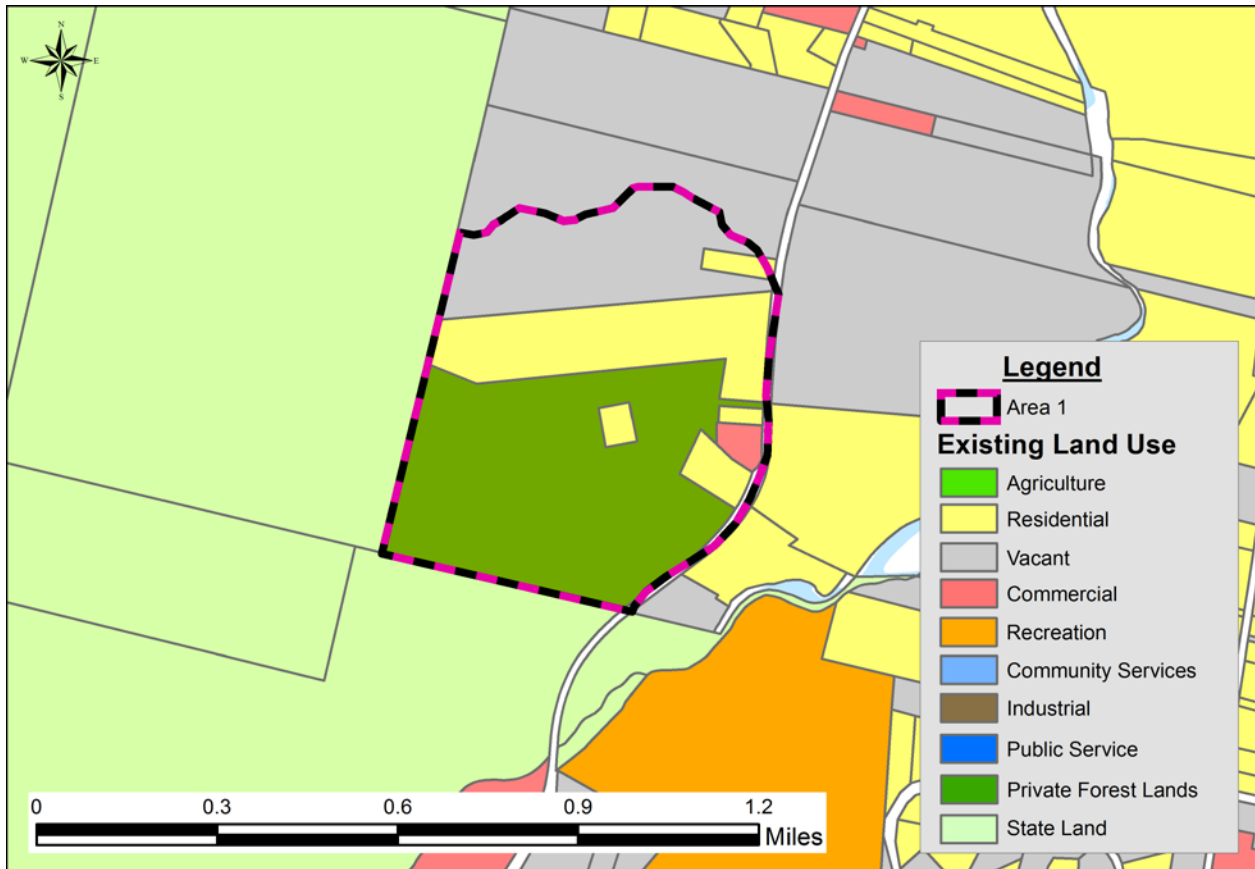 N
W E
S
Legend
Area 1
Existing Land Use
Agriculture
Residential
Vacant
Commercial
Recreation
Community Services
Industrial
Public Service
Private Forest Lands
State Land
0 0.3 0.6 0.9 1.2
Miles